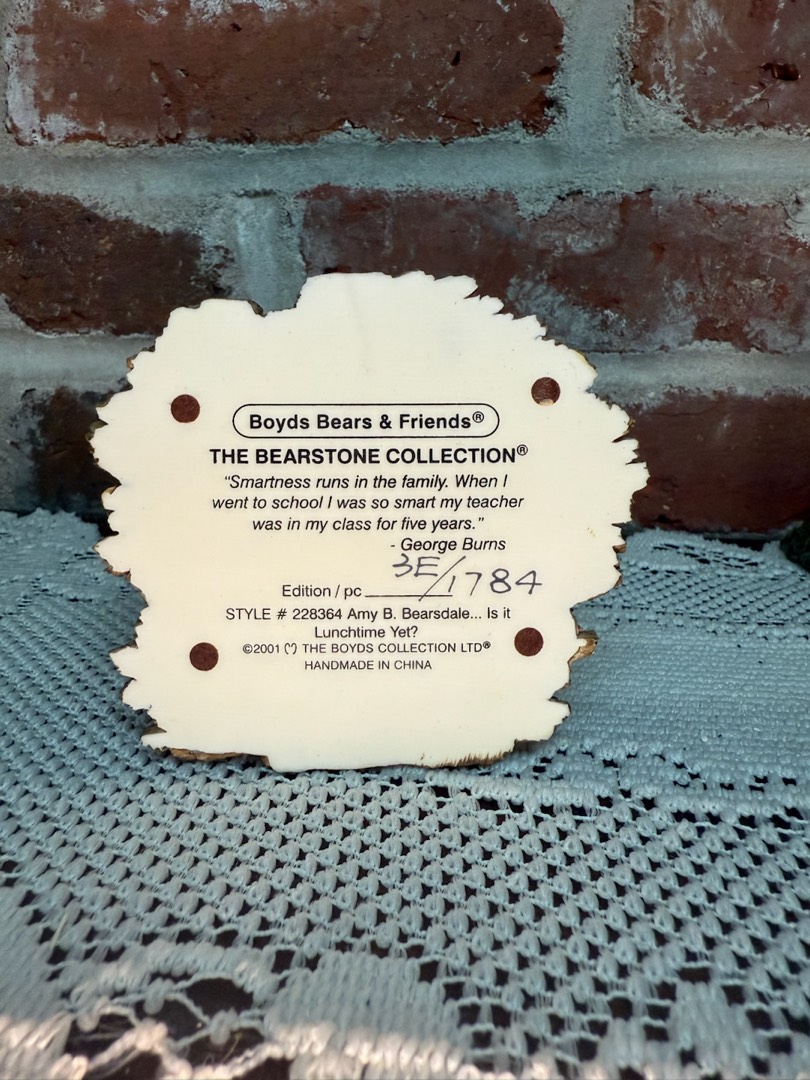 Boyds Bears & Friends®
THE BEARSTONE COLLECTION®
"Smartness runs in the family. When I
went to school I was so smart my teacher
was in my class for five years."
- George Burns
Edition / pc 3E/1784
STYLE # 228364 Amy B. Bearsdale... Is it
Lunchtime Yet?
©2001 THE BOYDS COLLECTION LTD®
HANDMADE IN CHINA